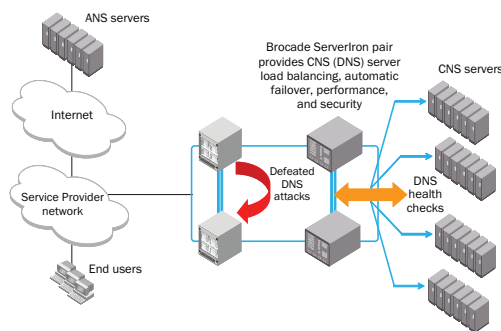 ANS servers
Internet
Service Provider
network
End users
Brocade ServerIron pair
provides CNS (DNS) server
load balancing, automatic
failover, performance,
and security
Defeated
DNS
attacks
CNS servers
DNS
health
checks